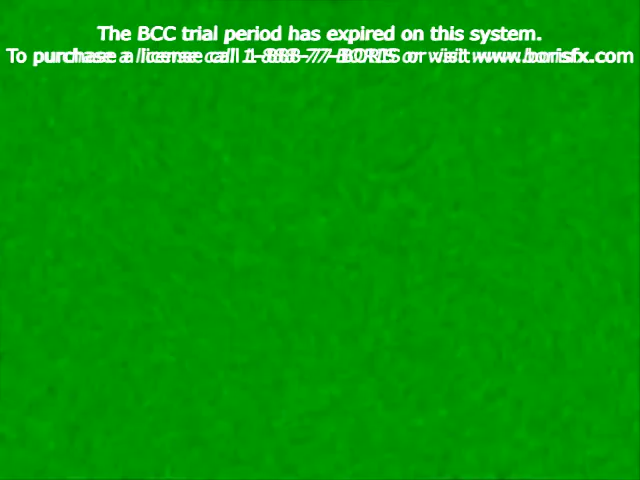 The BCC trial period has expired on this system.
To purchase a license call 1-888-77-BORIS or visit www.borisfx.com